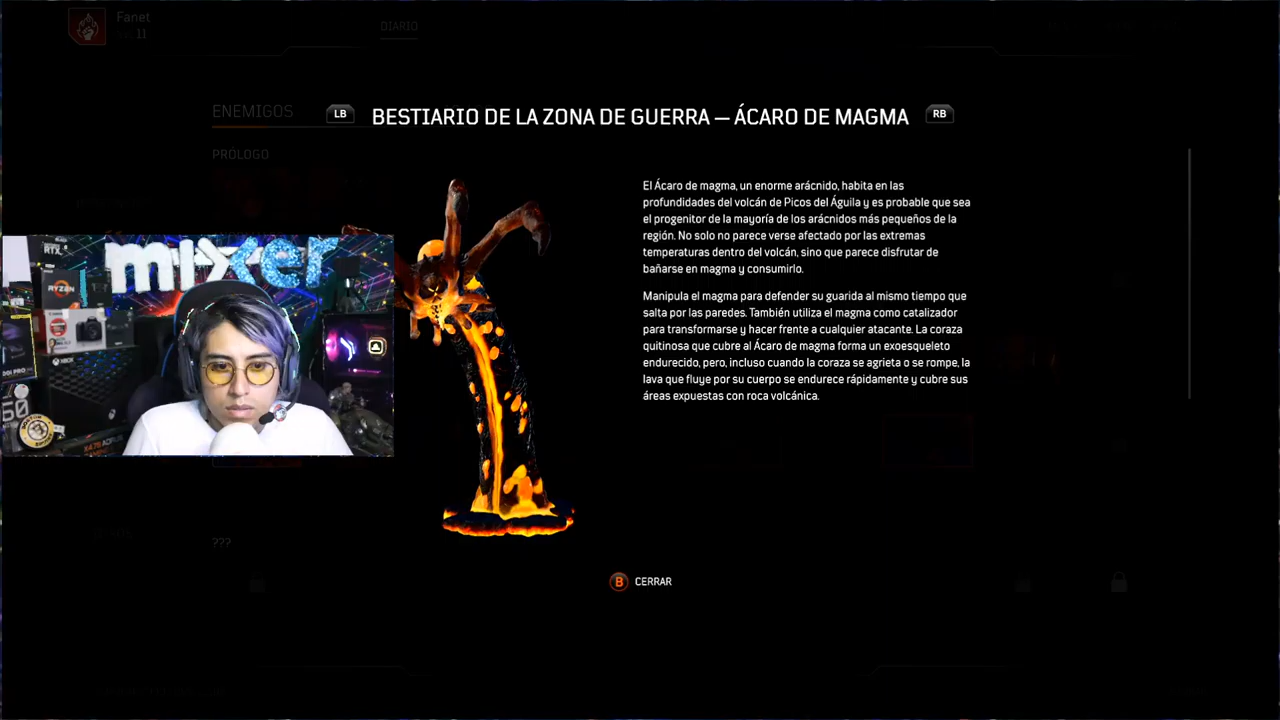 Fanet
11
DIARIO
ENEMIGOS
LB
BESTIARIO DE LA ZONA DE GUERRA — ÁCARO DE MAGMA
RB
PRÓLOGO
El Ácaro de magma, un enorme arácnido, habita en las
profundidades del volcán de Picos del Águila y es probable que sea
el progenitor de la mayoría de los arácnidos más pequeños de la
región. No solo no parece verse afectado por las extremas
temperaturas dentro del volcán, sino que parece disfrutar de
bañarse en magma y consumirlo.
Manipula el magma para defender su guarida al mismo tiempo que
salta por las paredes. También utiliza el magma como catalizador
para transformarse y hacer frente a cualquier atacante. La coraza
quitinosa que cubre al Ácaro de magma forma un exoesqueleto
endurecido, pero, incluso cuando la coraza se agrieta o se rompe, la
lava que fluye por su cuerpo se endurece rápidamente y cubre sus
áreas expuestas con roca volcánica.
mixer
RTX
RYZEN
XBOX
???
B
CERRAR